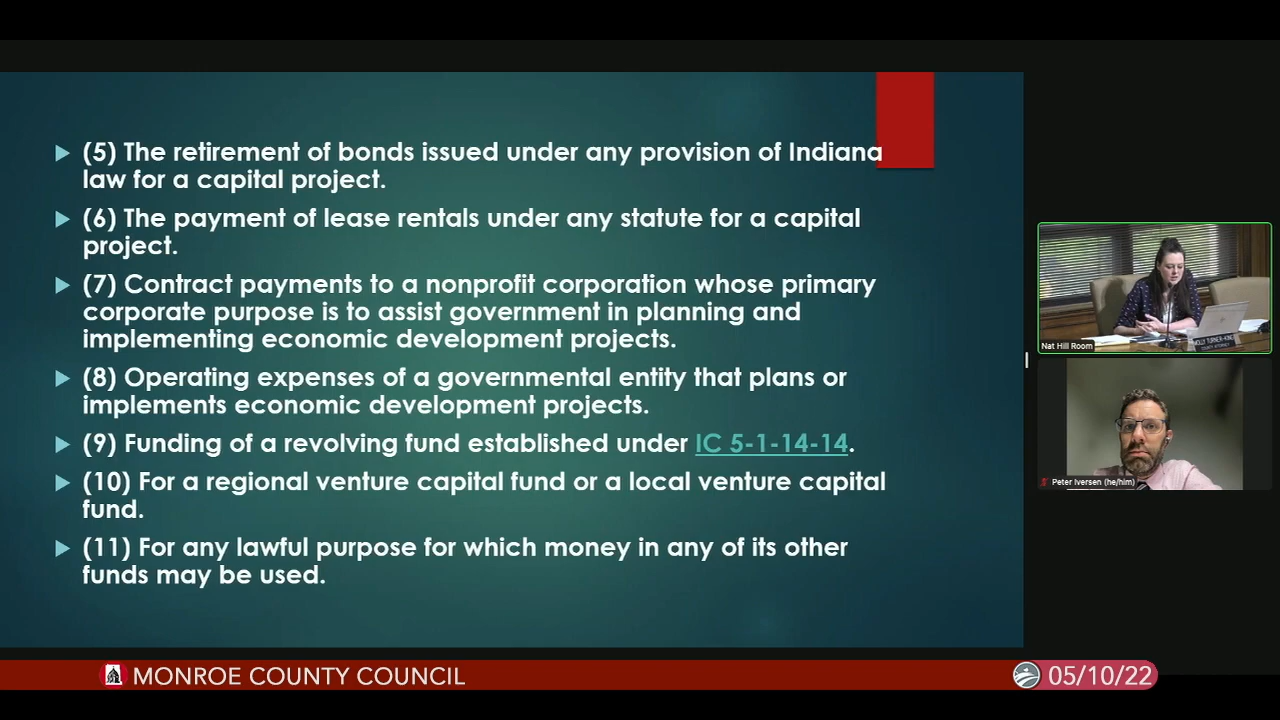 (5) The retirement of bonds issued under any provision of Indiana
law for a capital project.
(6) The payment of lease rentals under any statute for a capital
project.
(7) Contract payments to a nonprofit corporation whose primary
corporate purpose is to assist government in planning and
implementing economic development projects.
(8) Operating expenses of a governmental entity that plans or
implements economic development projects.
(9) Funding of a revolving fund established under IC 5-1-14-14.
(10) For a regional venture capital fund or a local venture capital
fund.
(11) For any lawful purpose for which money in any of its other
funds may be used.
Nat Hill Room
MOLLY TURNER-KING
COUNTY ATTORNEY
Peter Iversen (he/him)
MONROE COUNTY COUNCIL
05/10/22